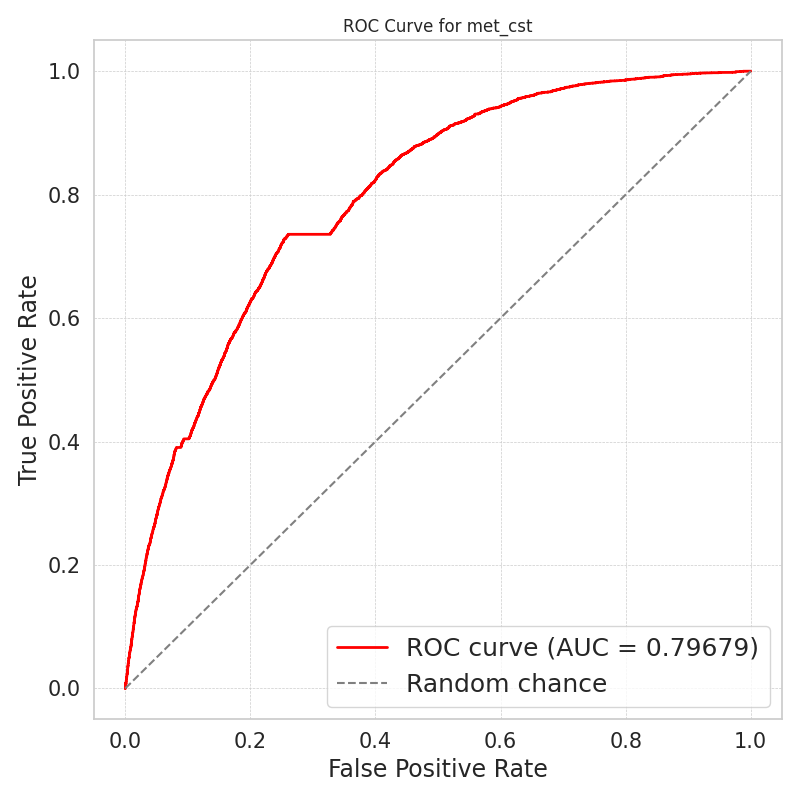 ROC Curve for met_cst
True Positive Rate
1.0
0.8
0.6
0.4
0.2
0.0
ROC curve (AUC = 0.79679)
Random chance
0.0 0.2 0.4 0.6 0.8 1.0
False Positive Rate